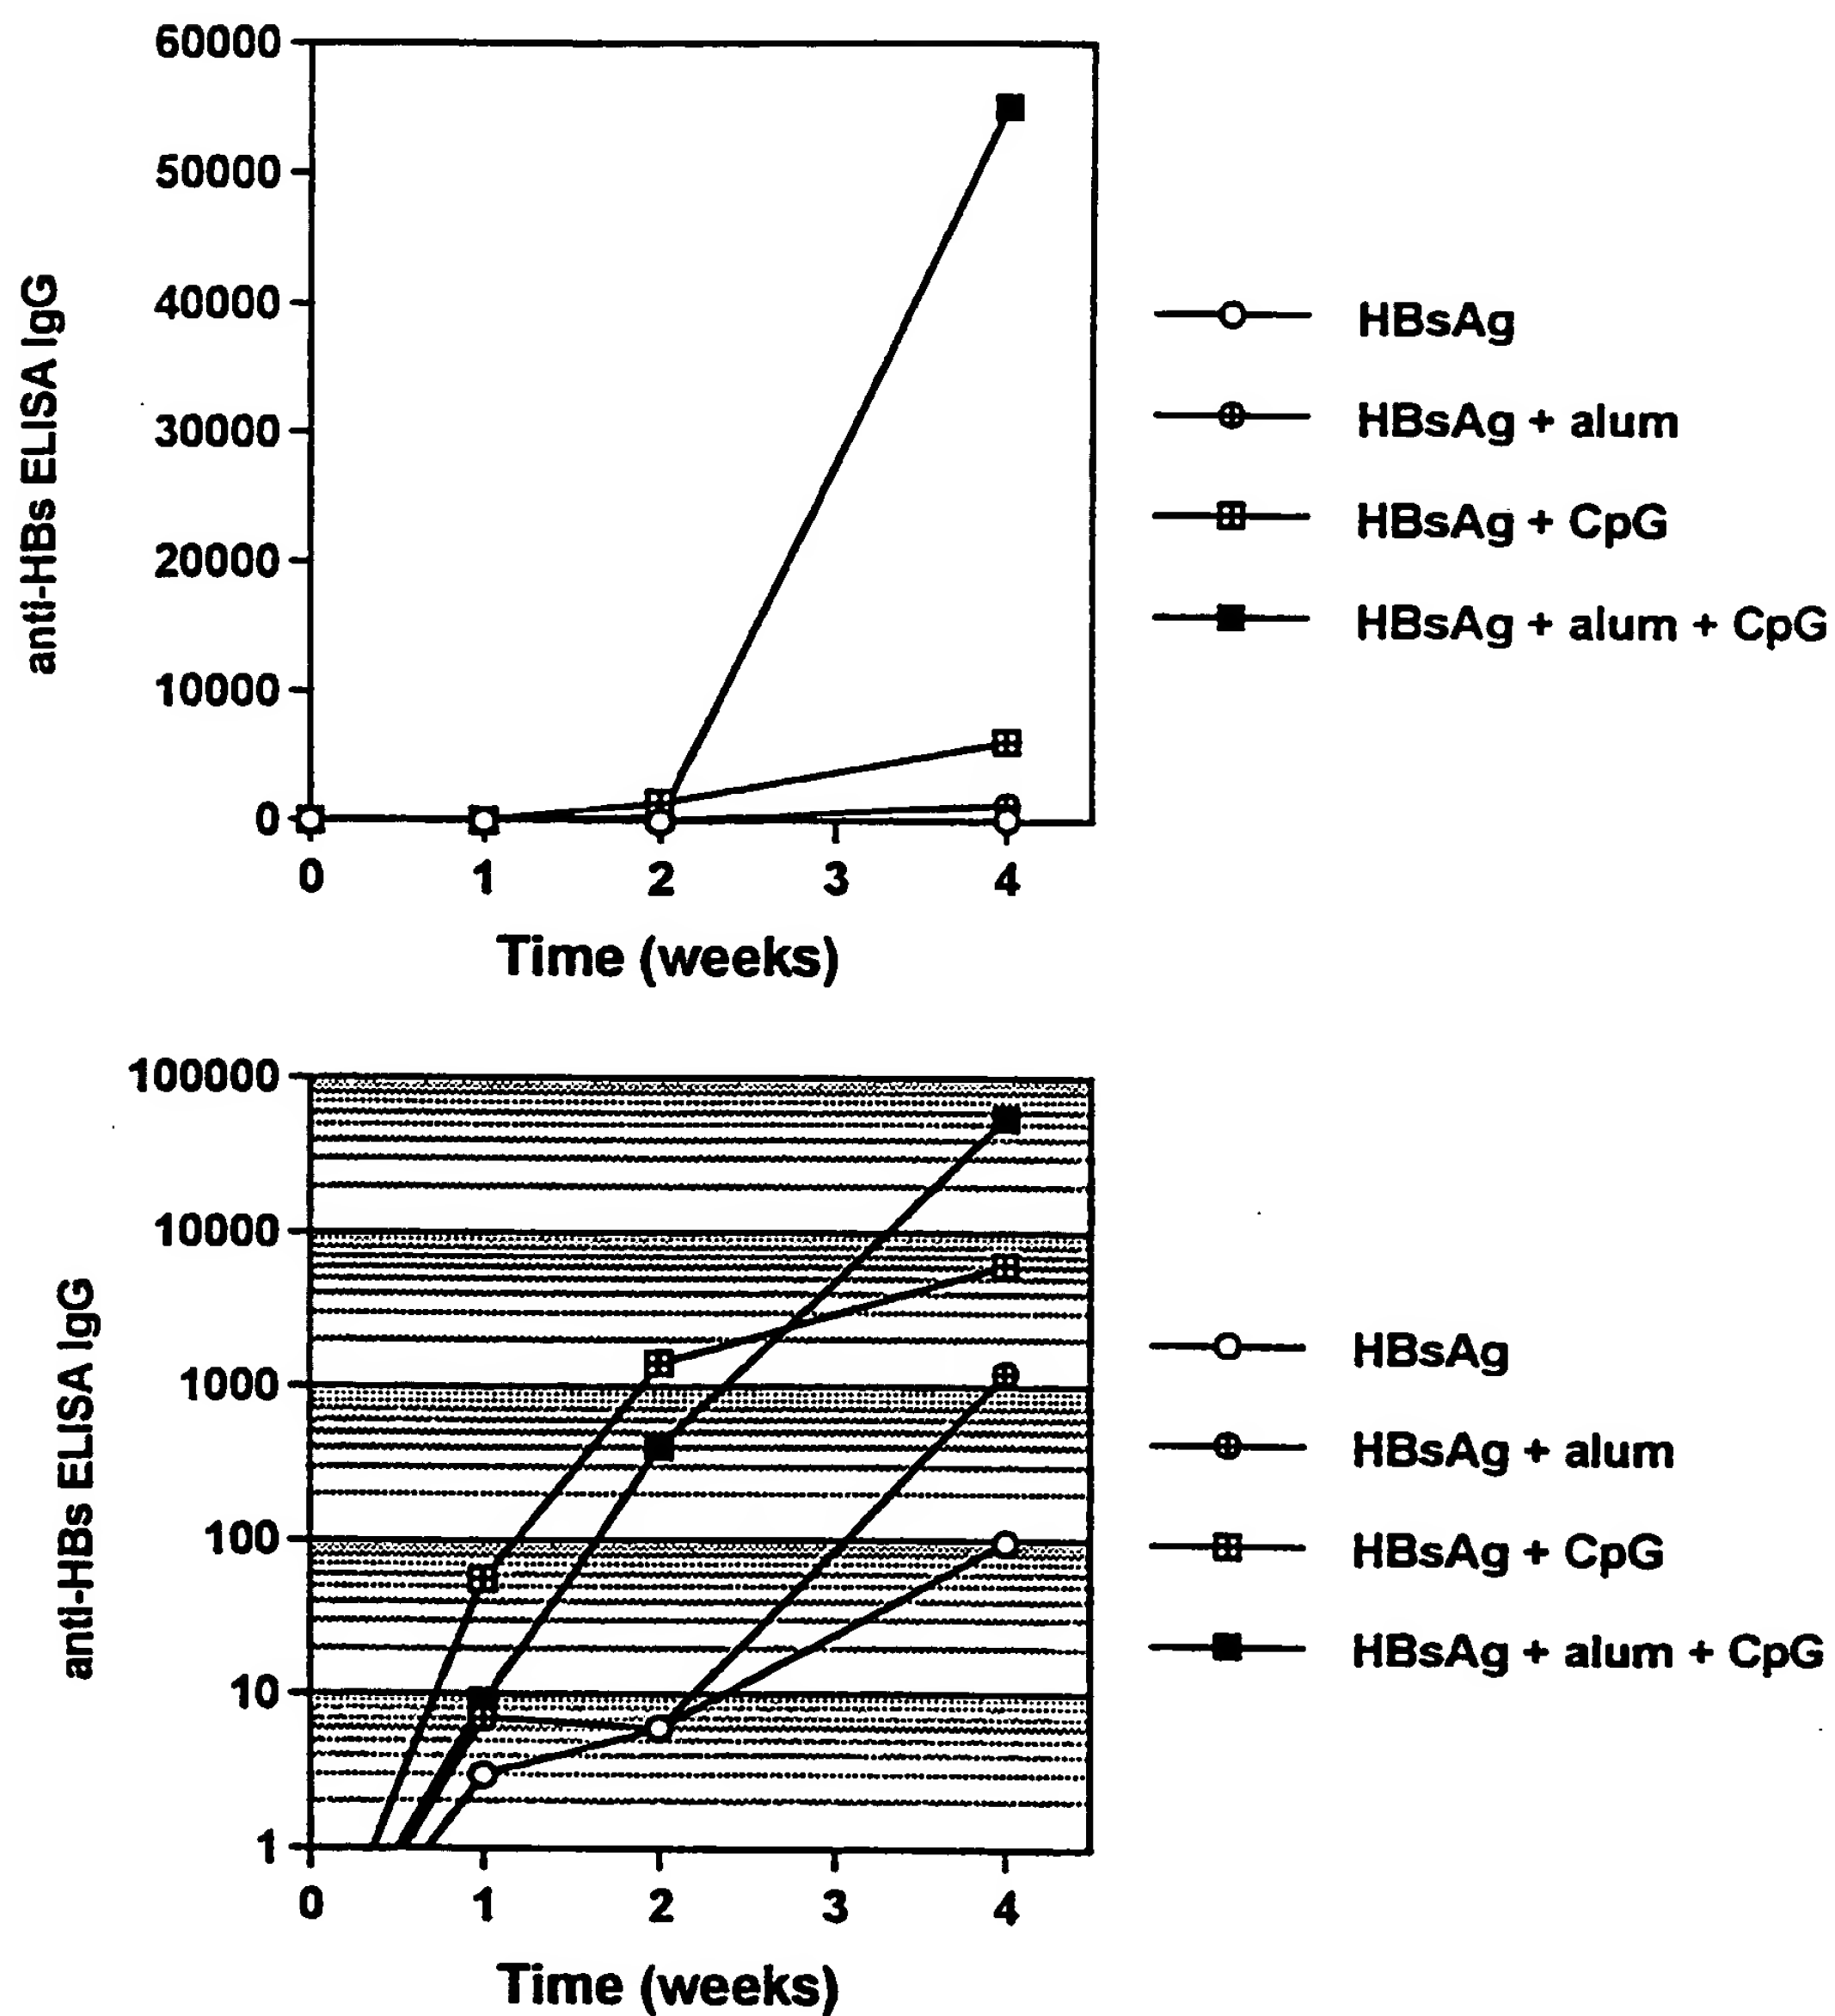 60000
50000
40000
30000
20000
10000
0
anti-HBs ELISA IgG
0 1 2 3 4
Time (weeks)
HBsAg
HBsAg + alum
HBsAg + CpG
HBsAg + alum + CpG
100000
10000
1000
100
10
1
anti-HBs ELISA IgG
0 1 2 3 4
Time (weeks)
HBsAg
HBsAg + alum
HBsAg + CpG
HBsAg + alum + CpG